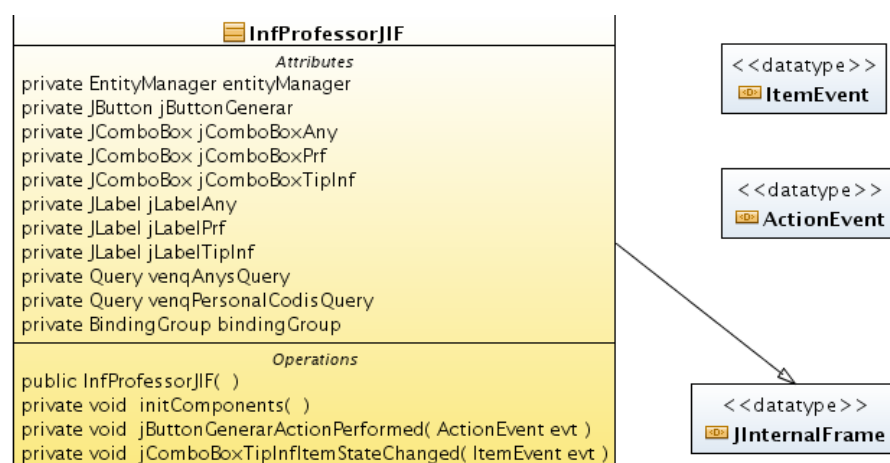 InfProfessorJIF
Attributes
private EntityManager entityManager
private JButton jButtonGenerar
private JComboBox jComboBoxAny
private JComboBox jComboBoxPrf
private JComboBox jComboBoxTipInf
private JLabel jLabelAny
private JLabel jLabelPrf
private JLabel jLabelTipInf
private Query venqAnysQuery
private Query venqPersonalCodisQuery
private BindingGroup bindingGroup
Operations
public InfProfessorJIF( )
private void initComponents( )
private void jButtonGenerarActionPerformed( ActionEvent evt )
private void jComboBoxTipInfItemStateChanged( ItemEvent evt )
<<datatype>>
ItemEvent
<<datatype>>
ActionEvent
<<datatype>>
JInternalFrame